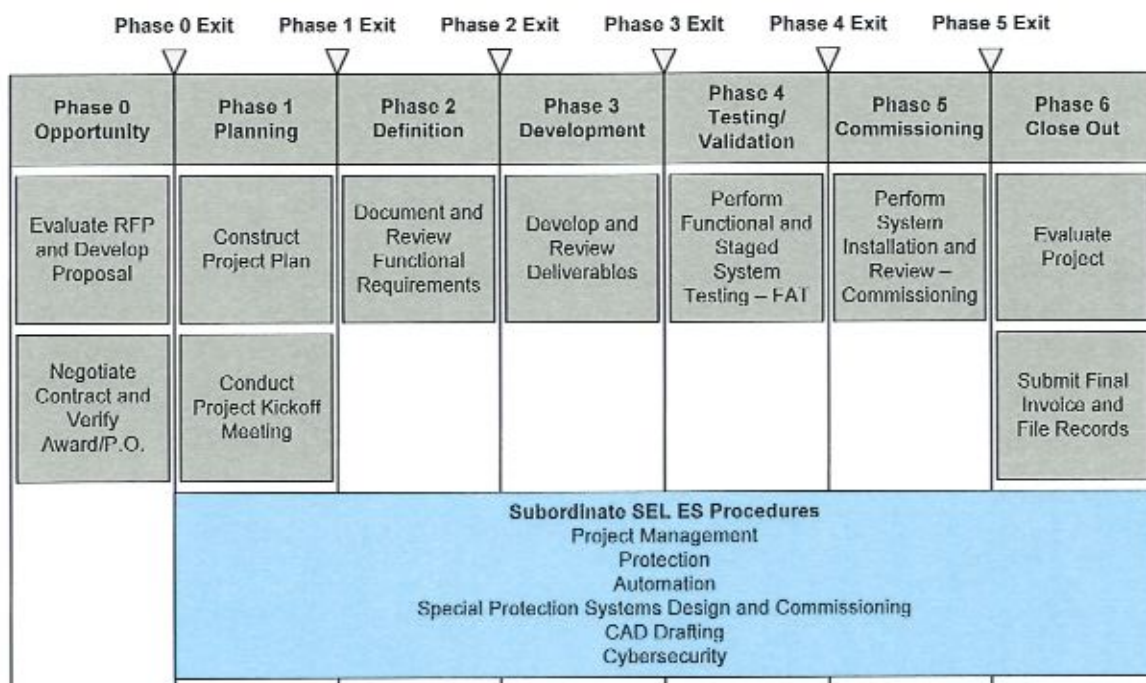 Phase 0 Exit
Phase 1 Exit
Phase 2 Exit
Phase 3 Exit
Phase 4 Exit
Phase 5 Exit
Phase 0
Opportunity
Phase 1
Planning
Phase 2
Definition
Phase 3
Development
Phase 4
Testing/
Validation
Phase 5
Commissioning
Phase 6
Close Out
Evaluate RFP
and Develop
Proposal
Construct
Project Plan
Document and
Review
Functional
Requirements
Develop and
Review
Deliverables
Perform
Functional and
Staged
System
Testing – FAT
Perform
System
Installation and
Review –
Commissioning
Evaluate
Project
Negotiate
Contract and
Verify
Award/P.O.
Conduct
Project Kickoff
Meeting
Submit Final
Invoice and
File Records
Subordinate SEL ES Procedures
Project Management
Protection
Automation
Special Protection Systems Design and Commissioning
CAD Drafting
Cybersecurity